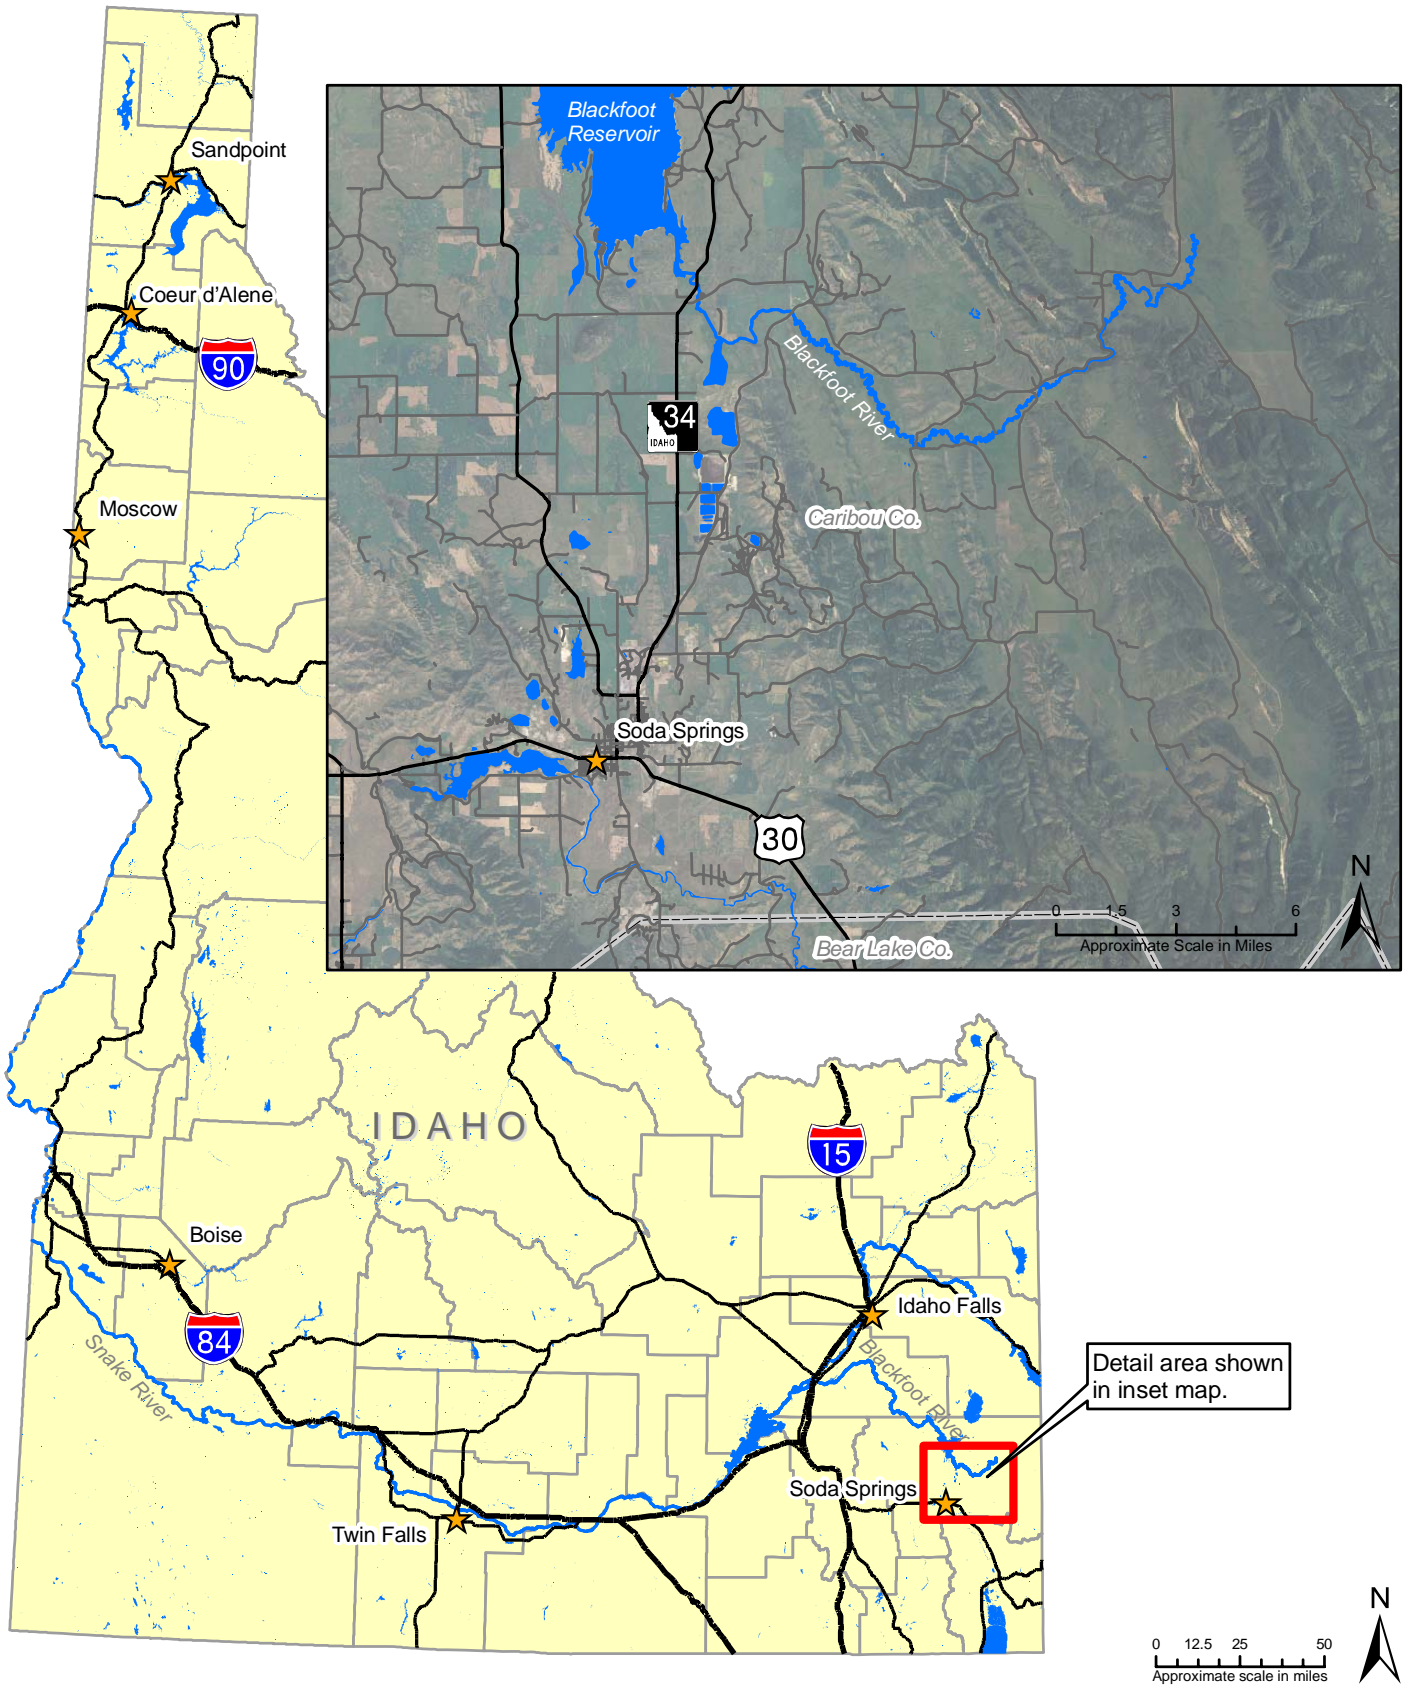 Sandpoint
Coeur d'Alene
90
Moscow
Blackfoot
Reservoir
Blackfoot River
34
IDAHO
Caribou Co.
Soda Springs
30
Bear Lake Co.
N
0 1.5 3 6
Approximate Scale in Miles
IDAHO
15
Boise
84
Snake River
Idaho Falls
Blackfoot River
Detail area shown
in inset map.
Soda Springs
Twin Falls
N
0 12.5 25 50
Approximate scale in miles